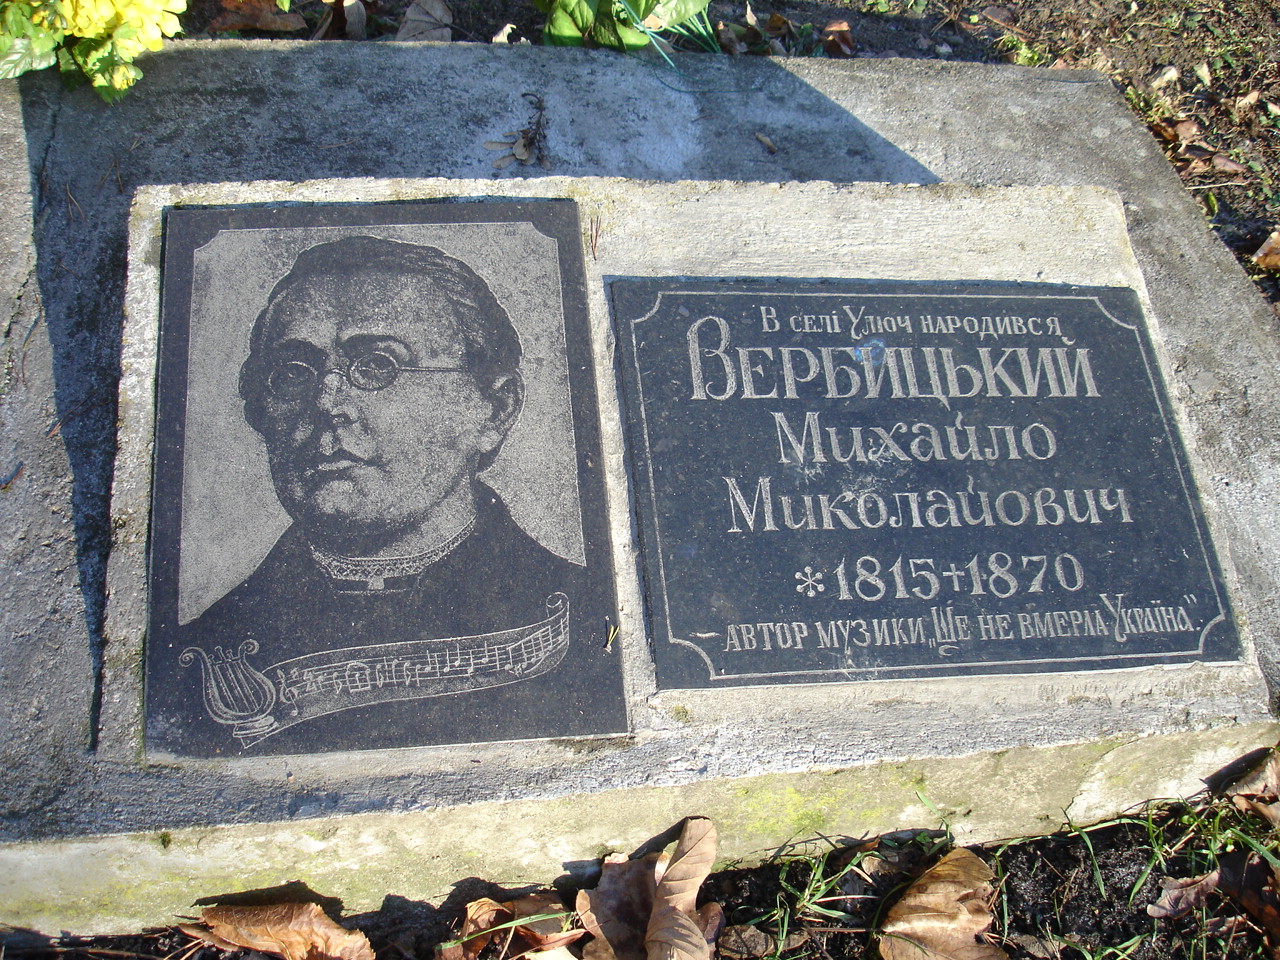 В селі Улюч народився
Вербицький
Михайло
Миколайович
*1815+1870
автор музики „Ще не вмерла Україна".